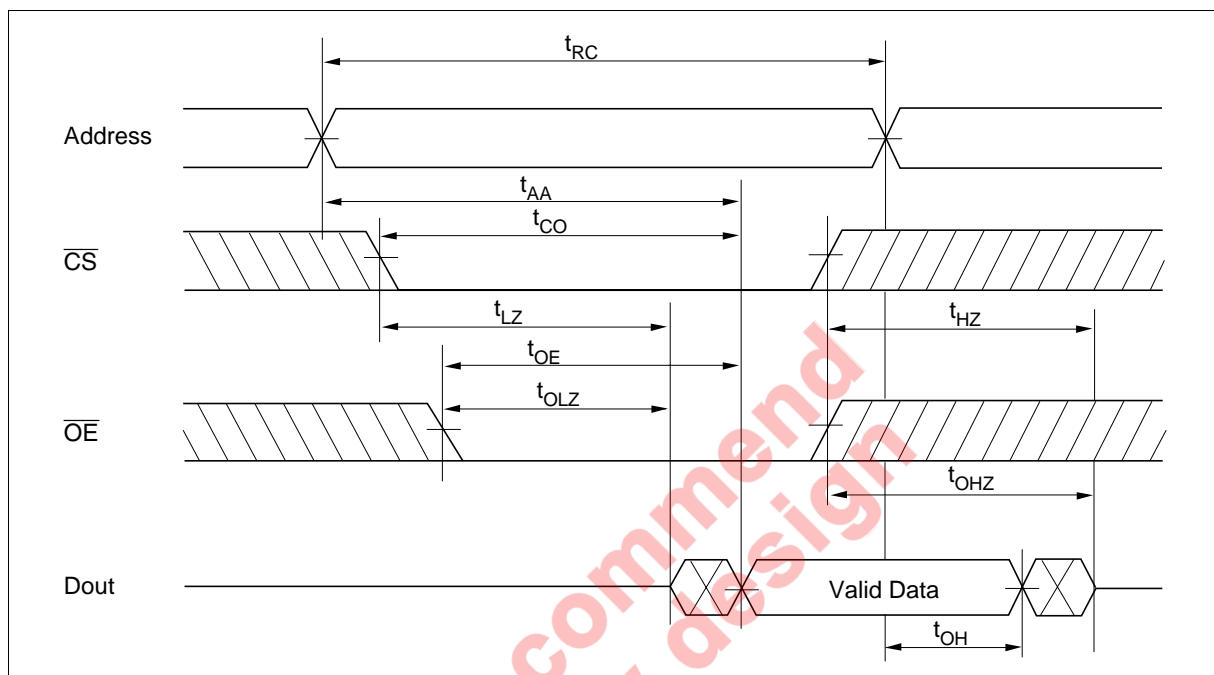 tRC
Address
tAA
tCO
CS
tLZ
tHZ
tOE
tOLZ
OE
tOHZ
Dout
Valid Data
tOH
commend
design